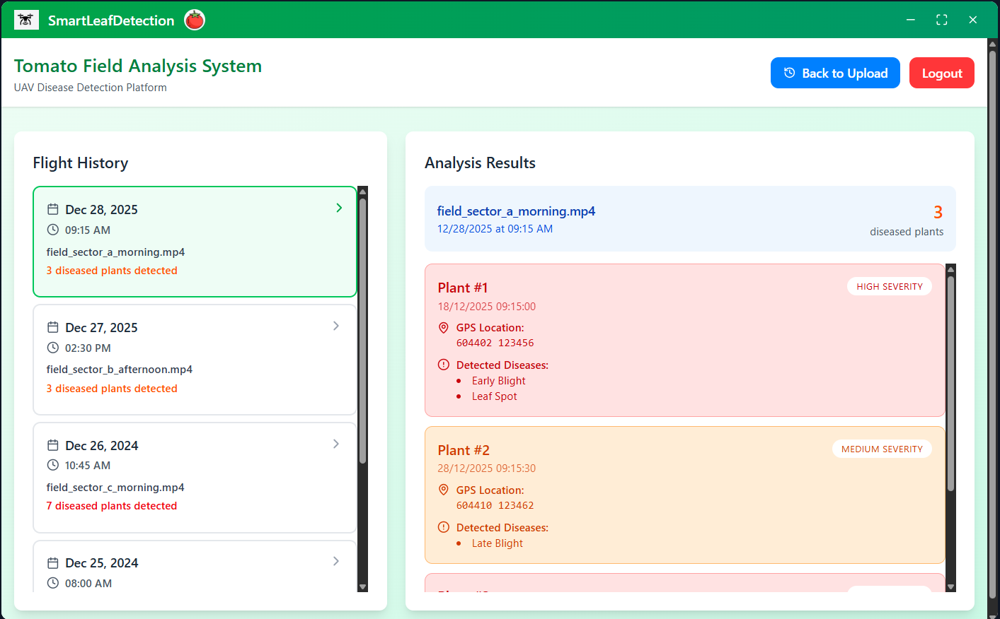 SmartLeafDetection
Tomato Field Analysis System
UAV Disease Detection Platform
Back to Upload
Logout
Flight History
Dec 28, 2025
09:15 AM
field_sector_a_morning.mp4
3 diseased plants detected
Dec 27, 2025
02:30 PM
field_sector_b_afternoon.mp4
3 diseased plants detected
Dec 26, 2024
10:45 AM
field_sector_c_morning.mp4
7 diseased plants detected
Dec 25, 2024
08:00 AM
Analysis Results
field_sector_a_morning.mp4
3
12/28/2025 at 09:15 AM
diseased plants
Plant #1
HIGH SEVERITY
18/12/2025 09:15:00
GPS Location:
604402 123456
Detected Diseases:
Early Blight
Leaf Spot
Plant #2
MEDIUM SEVERITY
28/12/2025 09:15:30
GPS Location:
604410 123462
Detected Diseases:
Late Blight